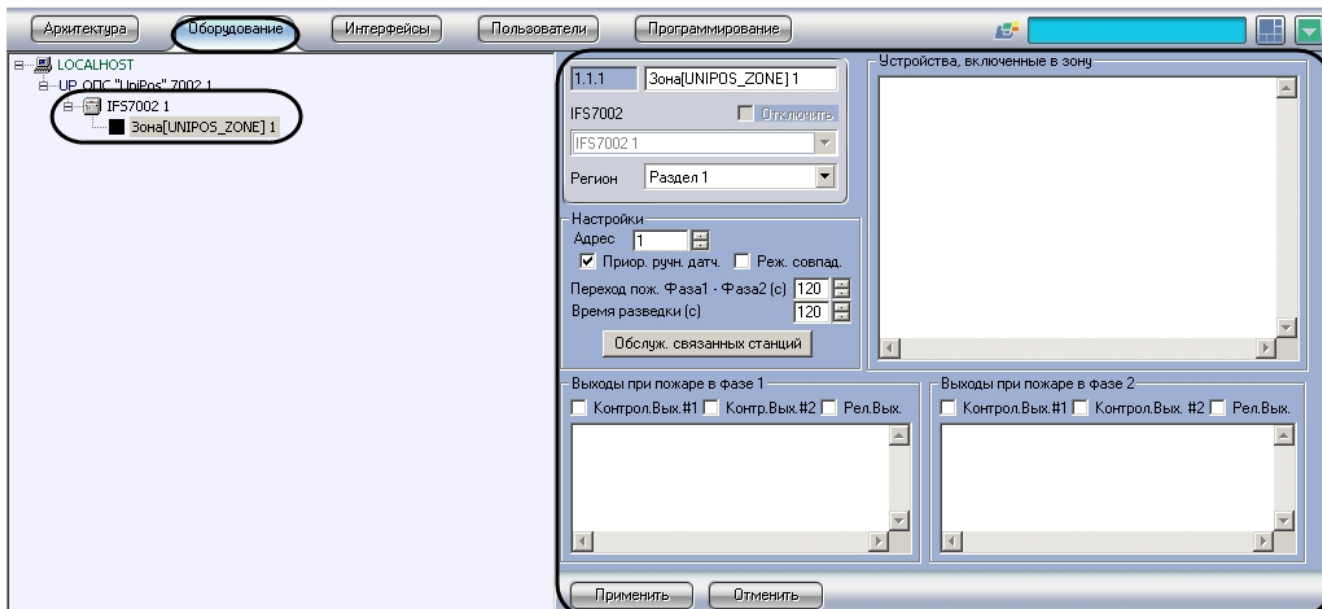 Архитектура Оборудование Интерфейсы Пользователи Программирование
LOCALHOST
UP ОПС "UniPos" 7002 1
IFS7002 1
Зона[UNIPOS_ZONE] 1
1.1.1 Зона[UNIPOS_ZONE] 1
IFS7002 Отключить
IFS7002 1
Регион Раздел 1
Настройки
Адрес 1
Приор. ручн. датч. Реж. совпад.
Переход пож. Фаза1 - Фаза2 (с) 120
Время разведки (с) 120
Обслуж. связанных станций
Устройства, включенные в зону
Выходы при пожаре в фазе 1
Контрол.Вых.#1 Контр.Вых.#2 Рел.Вых.
Выходы при пожаре в фазе 2
Контрол.Вых.#1 Контрол.Вых. #2 Рел.Вых.
Применить Отменить